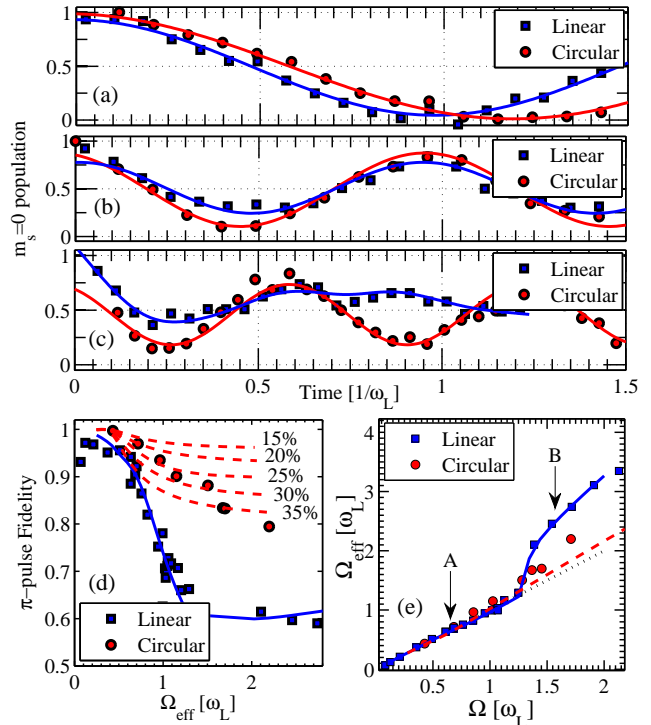 1
0.5
0
(a)
Linear
Circular
m_s=0 population
1
0.5
0
(b)
Linear
Circular
1
0.5
0
(c)
Linear
Circular
0
0.5
1
1.5
Time [1/ω_L]
π−pulse Fidelity
1
0.9
0.8
0.7
0.6
0.5
15%
20%
25%
30%
35%
(d)
Linear
Circular
0
1
2
Ω_eff [ω_L]
Ω_eff [ω_L]
4
3
2
1
0
Linear
Circular
B
A
(e)
0.5
1
1.5
2
Ω [ω_L]